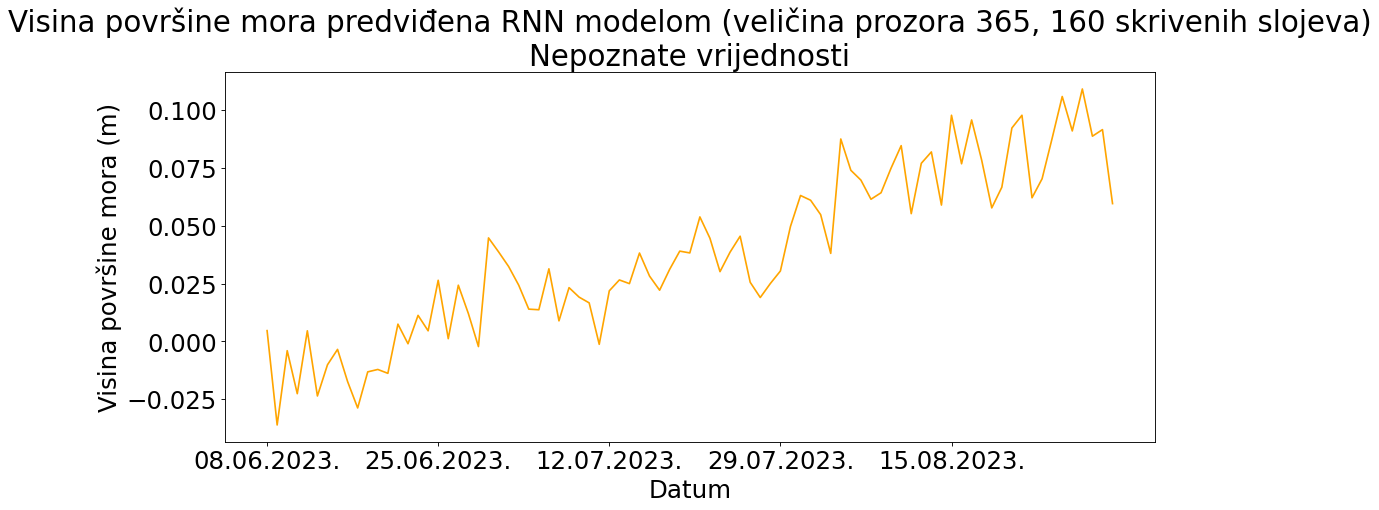 Visina površine mora predviđena RNN modelom (veličina prozora 365, 160 skrivenih slojeva)
Nepoznate vrijednosti
Visina površine mora (m)
0.100
0.075
0.050
0.025
0.000
−0.025
08.06.2023. 25.06.2023. 12.07.2023. 29.07.2023. 15.08.2023.
Datum